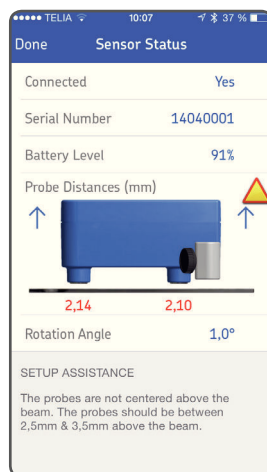 TELIA 10:07 37 %
Done Sensor Status
Connected Yes
Serial Number 14040001
Battery Level 91%
Probe Distances (mm)
2,14 2,10
Rotation Angle 1,0°
SETUP ASSISTANCE
The probes are not centered above the
beam. The probes should be between
2,5mm & 3,5mm above the beam.